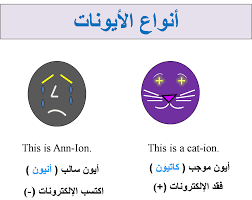 أنواع الأيونات
+ +
This is Ann-Ion.
This is a cat-ion.
أيون موجب ( كاتيون )
فقد الإلكترونات (+)
أيون سالب ( أنيون )
اكتسب الإلكترونات (-)